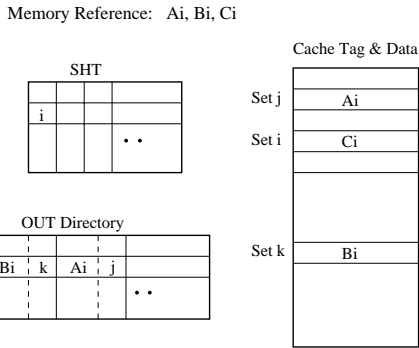 Memory Reference: Ai, Bi, Ci
Cache Tag & Data
SHT
Set j
Ai
i
Set i
Ci
. .
OUT Directory
Set k
Bi
Bi k Ai j
. .